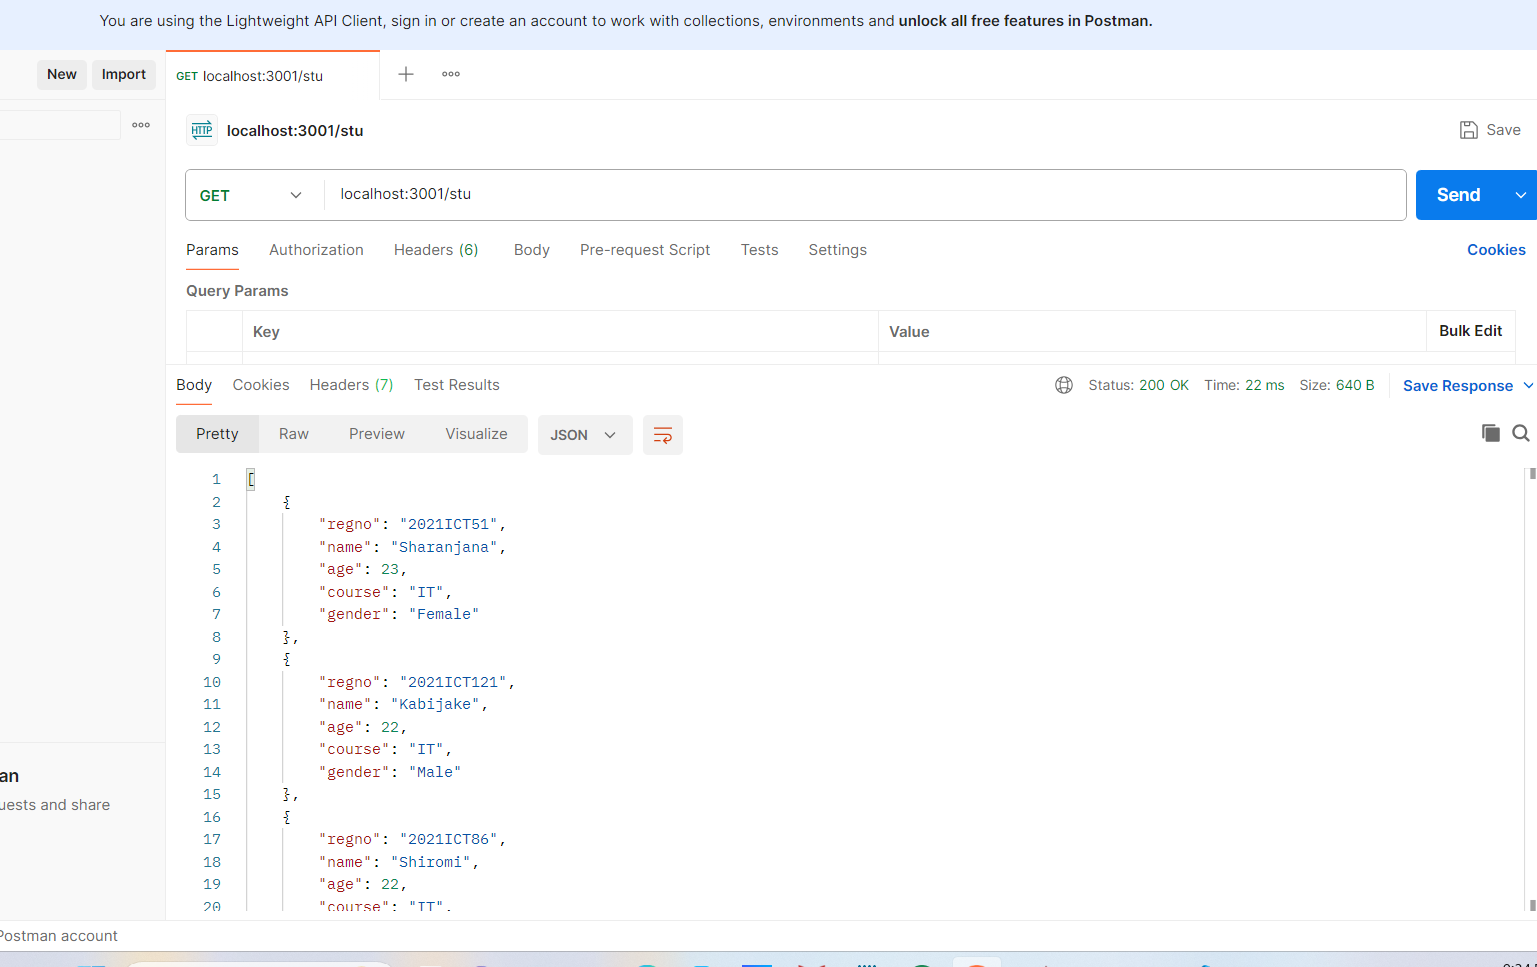 You are using the Lightweight API Client, sign in or create an account to work with collections, environments and unlock all free features in Postman.
New Import GET localhost:3001/stu
HTTP localhost:3001/stu Save
GET localhost:3001/stu Send
Params Authorization Headers (6) Body Pre-request Script Tests Settings Cookies
Query Params
Key Value Bulk Edit
Body Cookies Headers (7) Test Results Status: 200 OK Time: 22 ms Size: 640 B Save Response
Pretty Raw Preview Visualize JSON
1 [
2 {
3 "regno": "2021ICT51",
4 "name": "Sharanjana",
5 "age": 23,
6 "course": "IT",
7 "gender": "Female"
8 },
9 {
10 "regno": "2021ICT121",
11 "name": "Kabijake",
12 "age": 22,
13 "course": "IT",
14 "gender": "Male"
15 },
16 {
17 "regno": "2021ICT86",
18 "name": "Shiromi",
19 "age": 22,
20 "course": "IT",
an
uests and share
Postman account